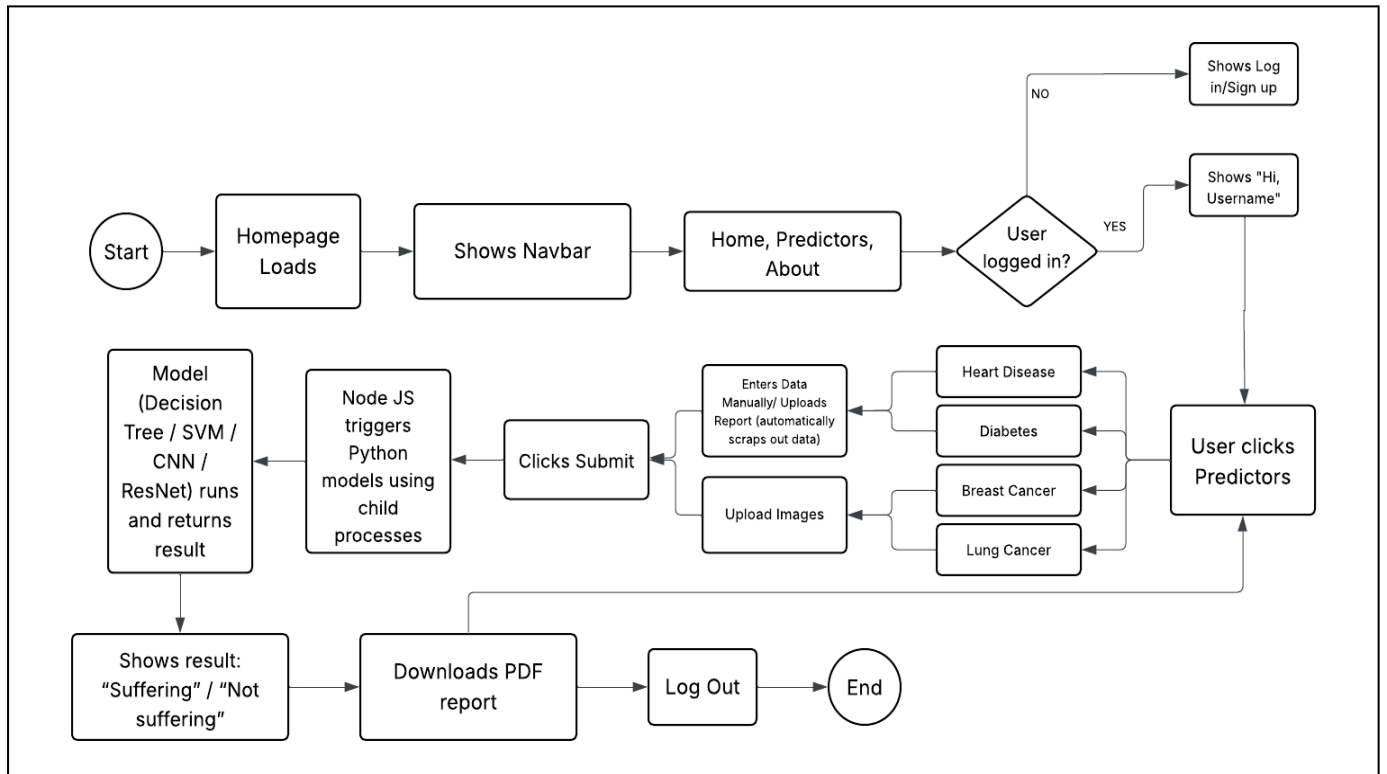 Shows Log
in/Sign up
NO
Shows "Hi,
Username"
YES
User
logged in?
Start
Homepage
Loads
Shows Navbar
Home, Predictors,
About
Model
(Decision
Tree / SVM /
CNN /
ResNet) runs
and returns
result
Node JS
triggers
Python
models using
child
processes
Clicks Submit
Enters Data
Manually/ Uploads
Report (automatically
scraps out data)
Upload Images
Heart Disease
Diabetes
Breast Cancer
Lung Cancer
User clicks
Predictors
Shows result:
“Suffering” / “Not
suffering”
Downloads PDF
report
Log Out
End